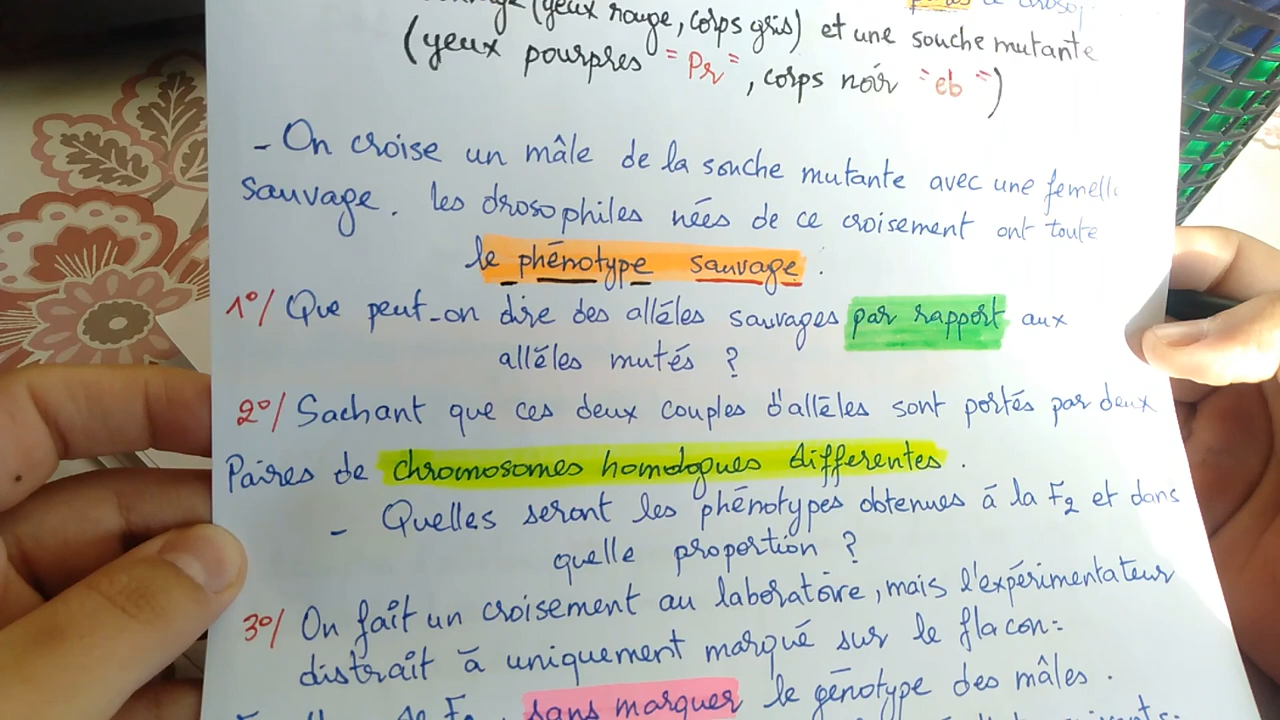 (yeux rouge, corps gris) et une souche mutante
(yeux pourpres "Pr", corps noir "eb")
- On croise un mâle de la souche mutante avec une femelle
sauvage. les drosophiles nées de ce croisement ont toute
le phénotype sauvage.
1°/ Que peut-on dire des alléles sauvages par rapport aux
alléles mutés ?
2°/ Sachant que ces deux couples d'alléles sont portés par deux
Paires de chromosomes homologues differentes.
- Quelles seront les phénotypes obtenues à la F2 et dans
quelle proportion ?
3°/ On fait un croisement au laboratoire, mais l'expérimentateur
distrait à uniquement marqué sur le flacon:
sans marquer le génotype des mâles.